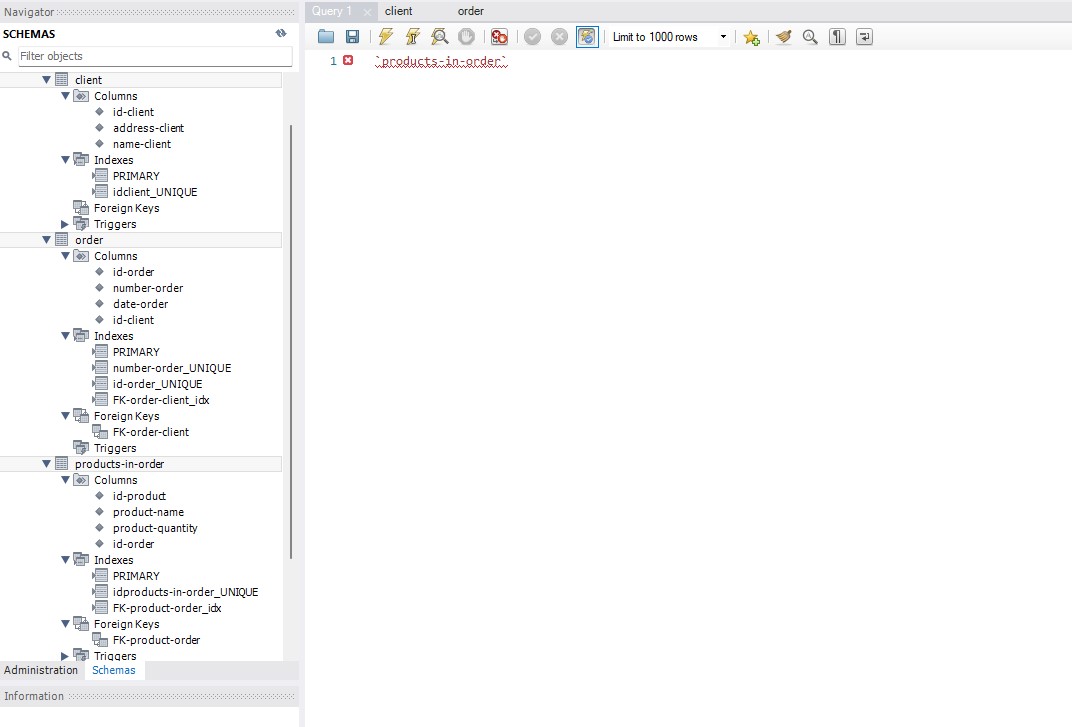 Navigator
SCHEMAS
Filter objects
client
Columns
id-client
address-client
name-client
Indexes
PRIMARY
idclient_UNIQUE
Foreign Keys
Triggers
order
Columns
id-order
number-order
date-order
id-client
Indexes
PRIMARY
number-order_UNIQUE
id-order_UNIQUE
FK-order-client_idx
Foreign Keys
FK-order-client
Triggers
products-in-order
Columns
id-product
product-name
product-quantity
id-order
Indexes
PRIMARY
idproducts-in-order_UNIQUE
FK-product-order_idx
Foreign Keys
FK-product-order
Triggers
Administration Schemas
Information
Query 1 client order
Limit to 1000 rows
1 `products-in-order`